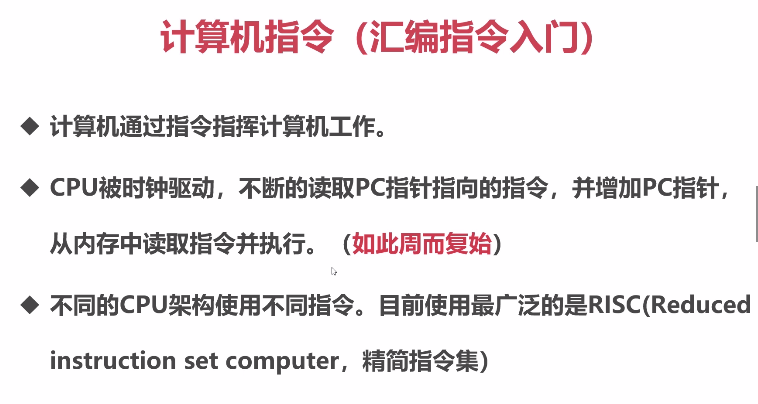 计算机指令（汇编指令入门）
◆ 计算机通过指令指挥计算机工作。
◆ CPU被时钟驱动，不断的读取PC指针指向的指令，并增加PC指针，
从内存中读取指令并执行。（如此周而复始）
◆ 不同的CPU架构使用不同指令。目前使用最广泛的是RISC(Reduced
instruction set computer，精简指令集）